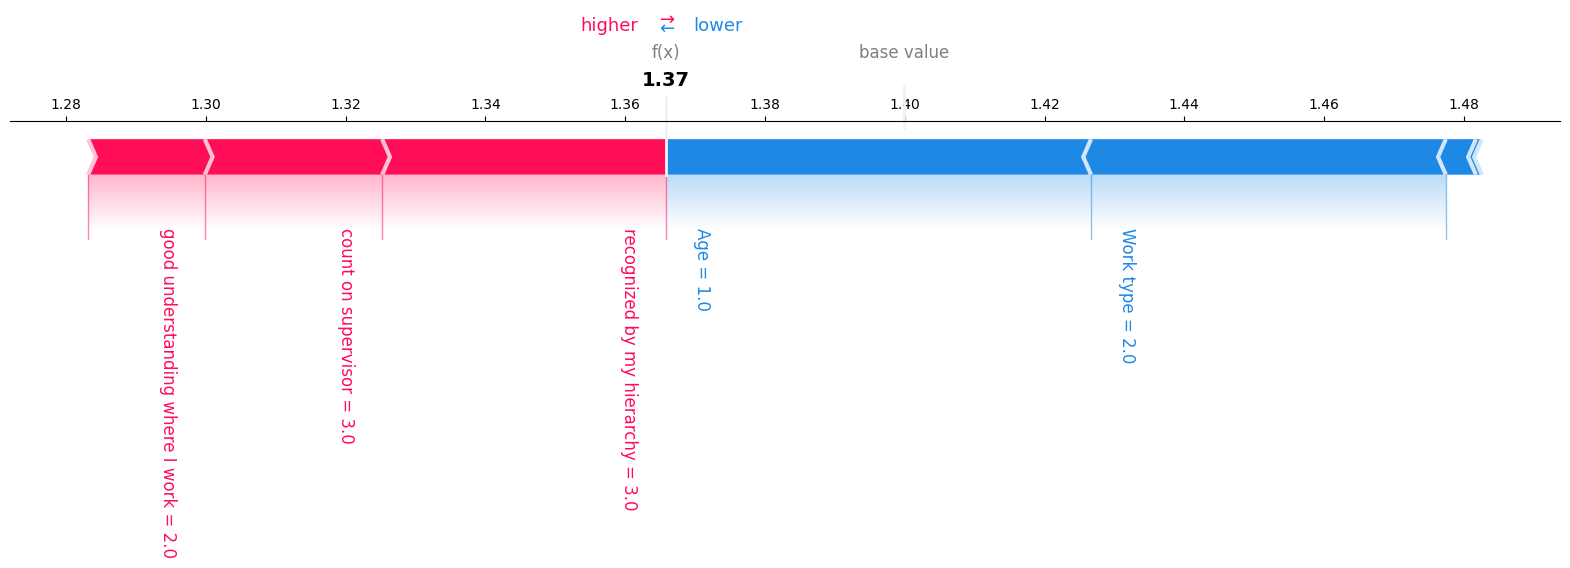 higher ⇄ lower
f(x) base value
1.37
1.28 1.30 1.32 1.34 1.36 1.38 1.40 1.42 1.44 1.46 1.48
good understanding where I work = 2.0
count on supervisor = 3.0
recognized by my hierarchy = 3.0
Age = 1.0
Work type = 2.0